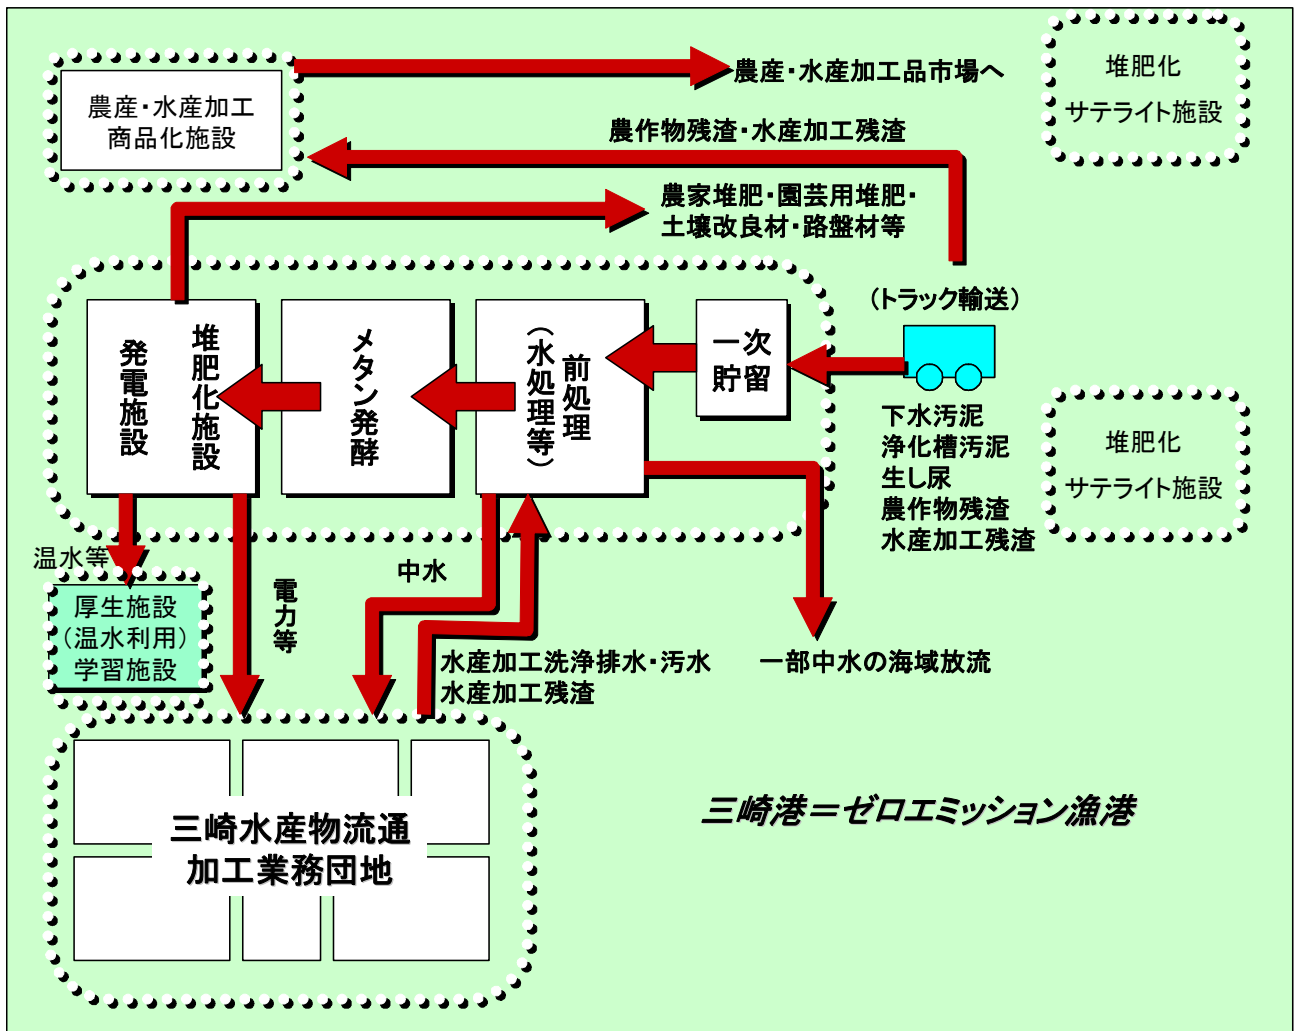 農産・水産加工品市場へ
堆肥化
サテライト施設
農産・水産加工
商品化施設
農作物残渣・水産加工残渣
農家堆肥・園芸用堆肥・
土壌改良材・路盤材等
（トラック輸送）
発電施設
堆肥化施設
メタン発酵
前処理
（水処理等）
一次
貯留
下水汚泥
浄化槽汚泥
生し尿
農作物残渣
水産加工残渣
堆肥化
サテライト施設
温水等
厚生施設
（温水利用）
学習施設
電力等
中水
水産加工洗浄排水・汚水
水産加工残渣
一部中水の海域放流
三崎水産物流通
加工業務団地
三崎港＝ゼロエミッション漁港